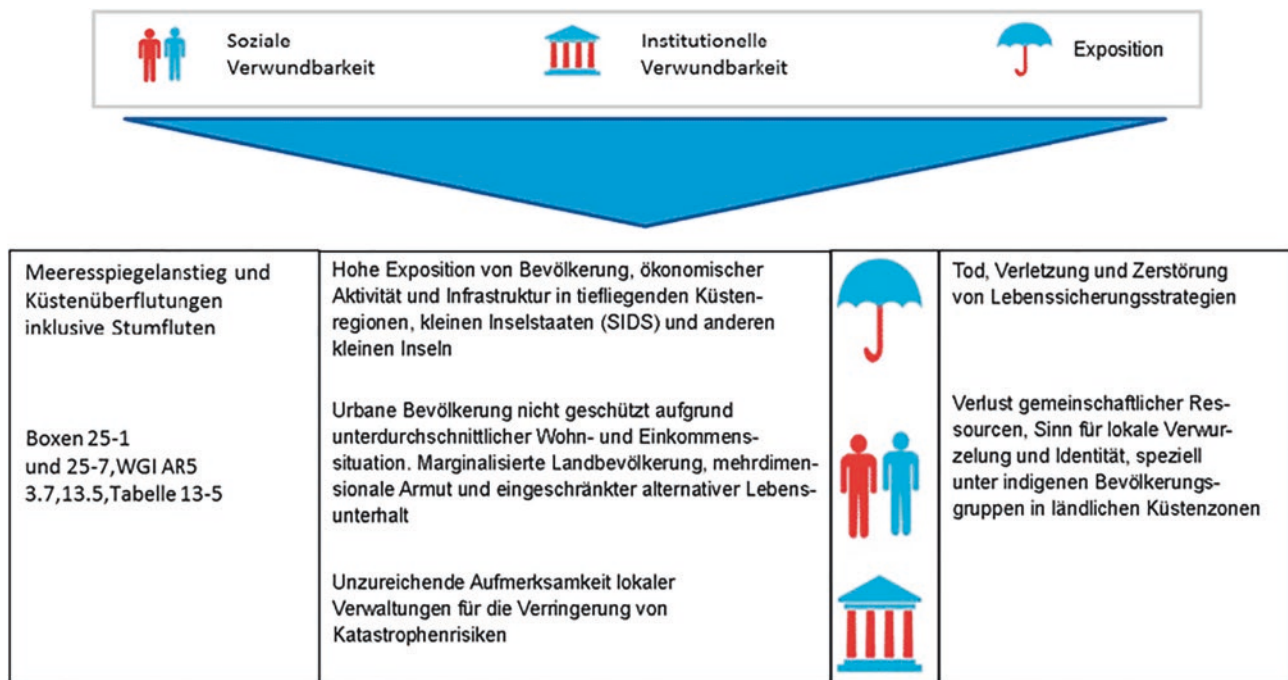 Soziale
Verwundbarkeit
Institutionelle
Verwundbarkeit
Exposition
Meeresspiegelanstieg und
Küstenüberflutungen
inklusive Stumfluten
Boxen 25-1
und 25-7,WGI AR5
3.7,13.5,Tabelle 13-5
Hohe Exposition von Bevölkerung, ökonomischer
Aktivität und Infrastruktur in tiefliegenden Küsten-
regionen, kleinen Inselstaaten (SIDS) und anderen
kleinen Inseln
Urbane Bevölkerung nicht geschützt aufgrund
unterdurchschnittlicher Wohn- und Einkommens-
situation. Marginalisierte Landbevölkerung, mehrdimen-
sionale Armut und eingeschränkter alternativer Lebens-
unterhalt
Unzureichende Aufmerksamkeit lokaler
Verwaltungen für die Verringerung von
Katastrophenrisiken
Tod, Verletzung und Zerstörung
von Lebenssicherungsstrategien
Verlust gemeinschaftlicher Res-
sourcen, Sinn für lokale Verwur-
zelung und Identität, speziell
unter indigenen Bevölkerungs-
gruppen in ländlichen Küstenzonen